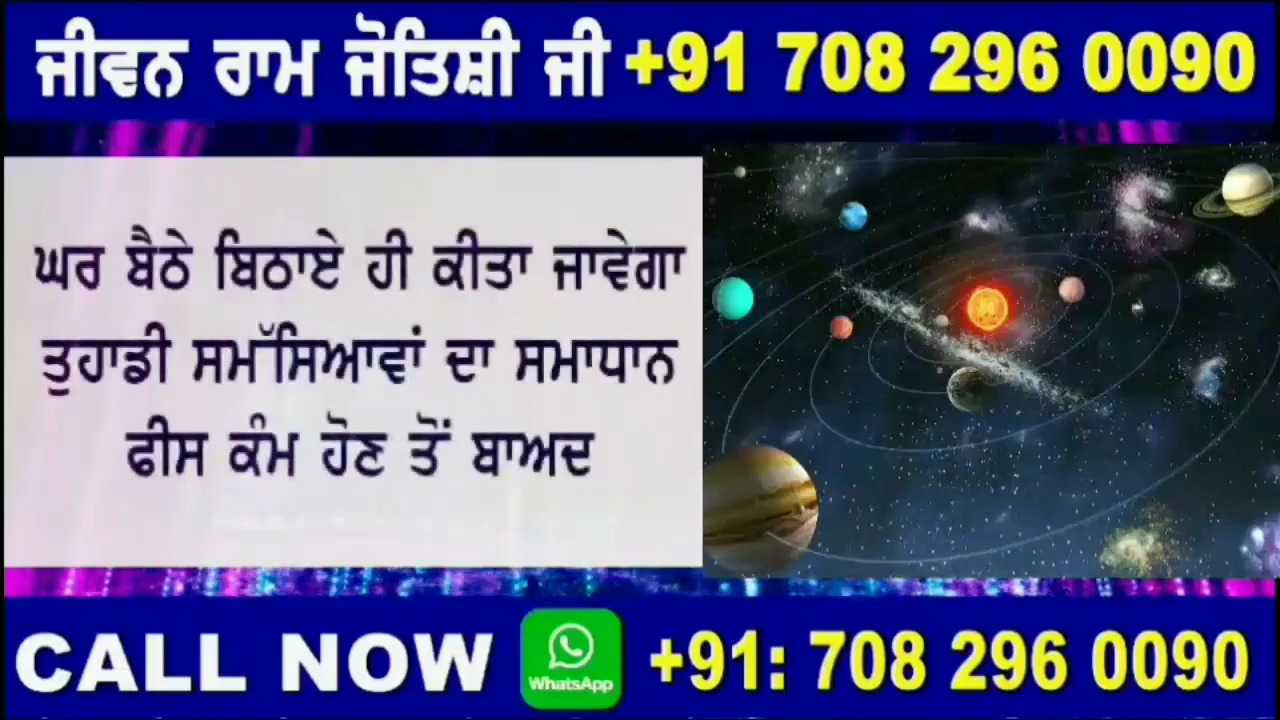 ਜੀਵਨ ਰਾਮ ਜੋਤਿਸ਼ੀ ਜੀ +91 708 296 0090
ਘਰ ਬੈਠੇ ਬਿਠਾਏ ਹੀ ਕੀਤਾ ਜਾਵੇਗਾ
ਤੁਹਾਡੀ ਸਮੱਸਿਆਵਾਂ ਦਾ ਸਮਾਧਾਨ
ਫੀਸ ਕੰਮ ਹੋਣ ਤੋਂ ਬਾਅਦ
CALL NOW WhatsApp +91: 708 296 0090